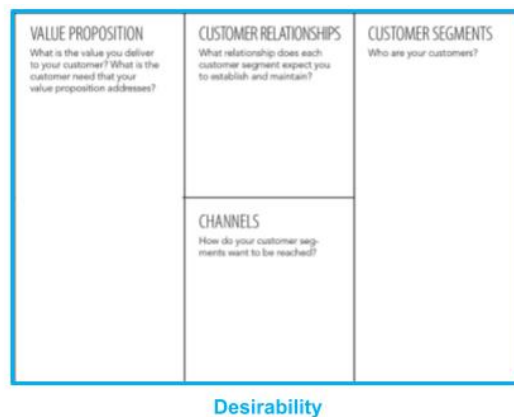 VALUE PROPOSITION
What is the value you deliver
to your customer? What is the
customer need that your
value proposition addresses?
CUSTOMER RELATIONSHIPS
What relationship does each
customer segment expect you
to establish and maintain?
CHANNELS
How do your customer seg-
ments want to be reached?
CUSTOMER SEGMENTS
Who are your customers?
Desirability